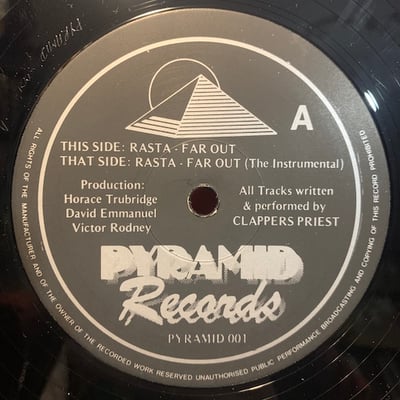 A
THIS SIDE: RASTA - FAR OUT
THAT SIDE: RASTA - FAR OUT (The Instrumental)
Production:
Horace Trubridge
David Emmanuel
Victor Rodney
All Tracks written
& performed by
CLAPPERS PRIEST
PYRAMID
Records
PYRAMID 001
ALL RIGHTS OF THE MANUFACTURER AND OF THE OWNER OF THE RECORDED WORK RESERVED UNAUTHORISED PUBLIC PERFORMANCE BROADCASTING AND COPYING OF THIS RECORD PROHIBITED